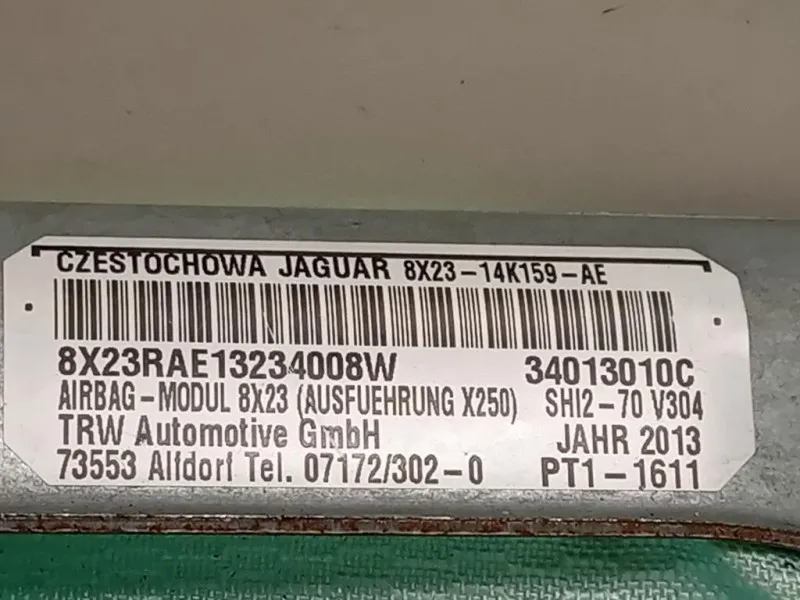 CZESTOCHOWA JAGUAR 8X23-14K159-AE
8X23RAE13234008W 34013010C
AIRBAG-MODUL 8X23 (AUSFUEHRUNG X250) SHI2-70 V304
TRW Automotive GmbH JAHR 2013
73553 Alfdorf Tel. 07172/302-0 PT1-1611